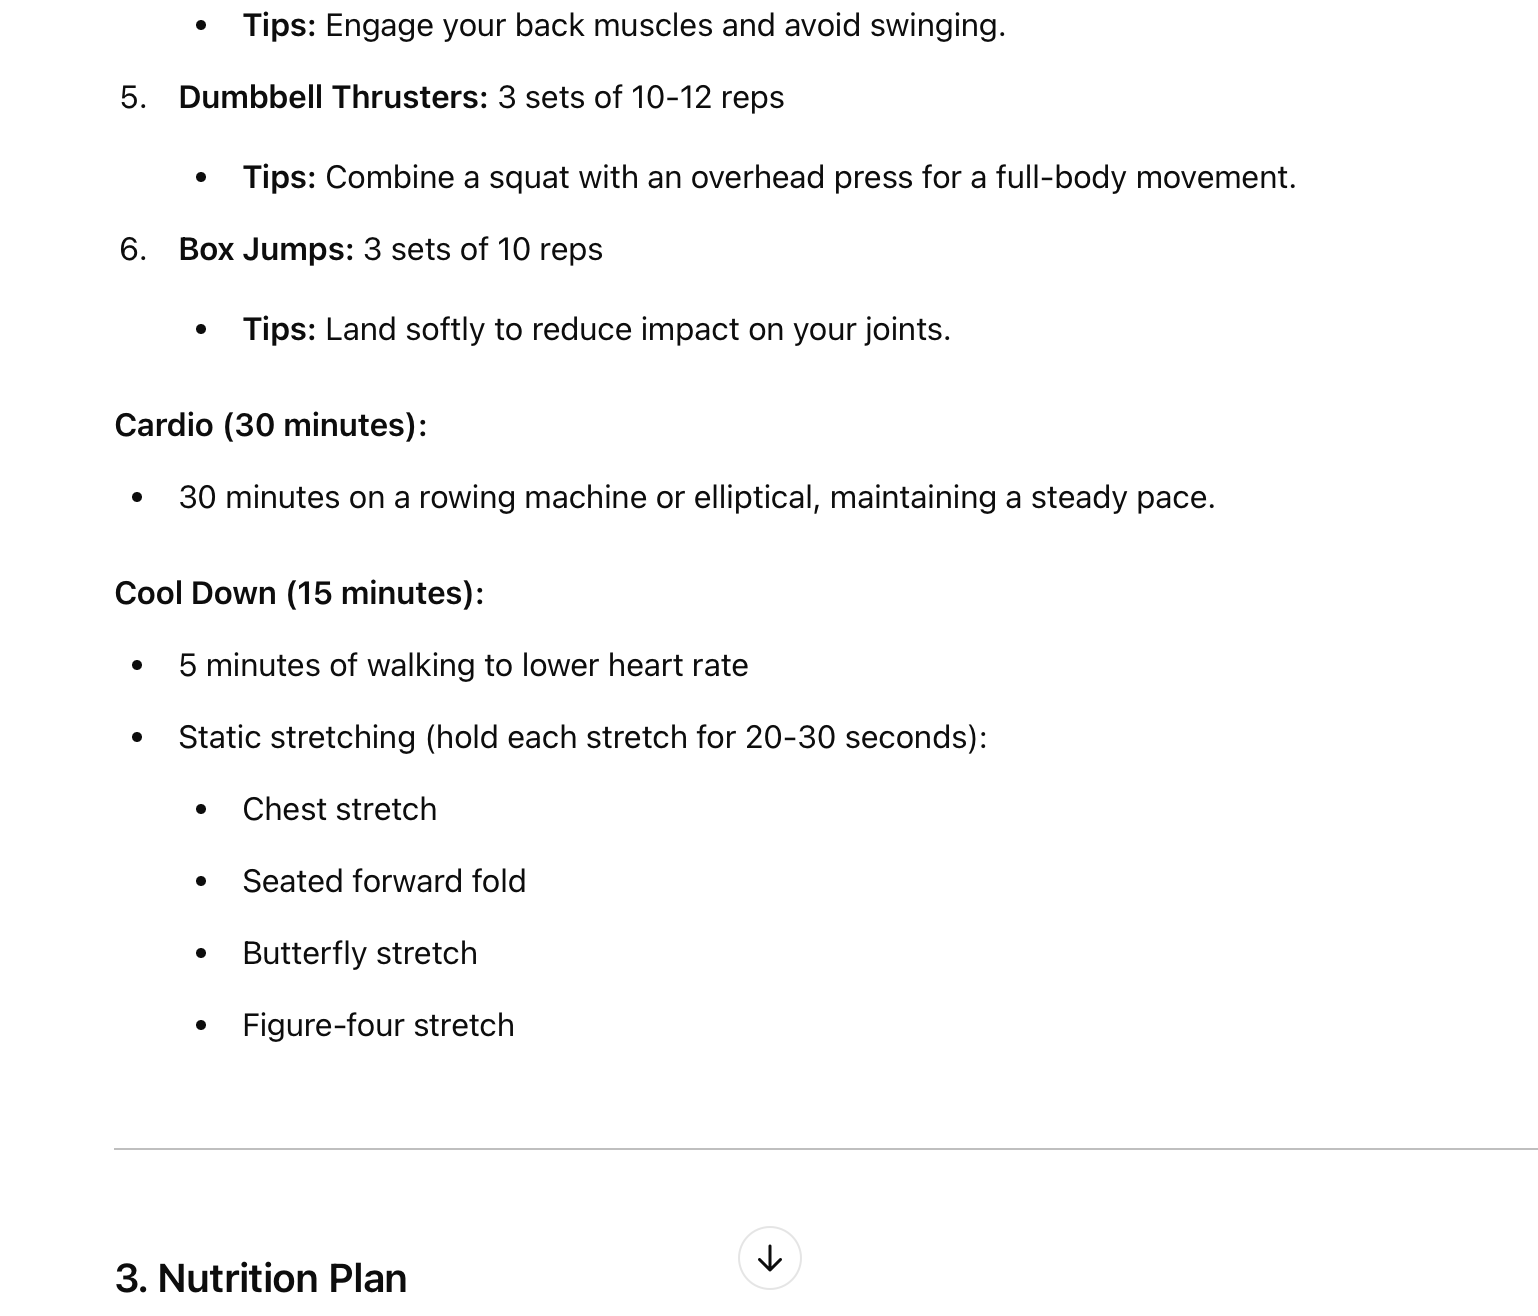 • Tips: Engage your back muscles and avoid swinging.
5. Dumbbell Thrusters: 3 sets of 10-12 reps
• Tips: Combine a squat with an overhead press for a full-body movement.
6. Box Jumps: 3 sets of 10 reps
• Tips: Land softly to reduce impact on your joints.
Cardio (30 minutes):
• 30 minutes on a rowing machine or elliptical, maintaining a steady pace.
Cool Down (15 minutes):
• 5 minutes of walking to lower heart rate
• Static stretching (hold each stretch for 20-30 seconds):
• Chest stretch
• Seated forward fold
• Butterfly stretch
• Figure-four stretch
3. Nutrition Plan